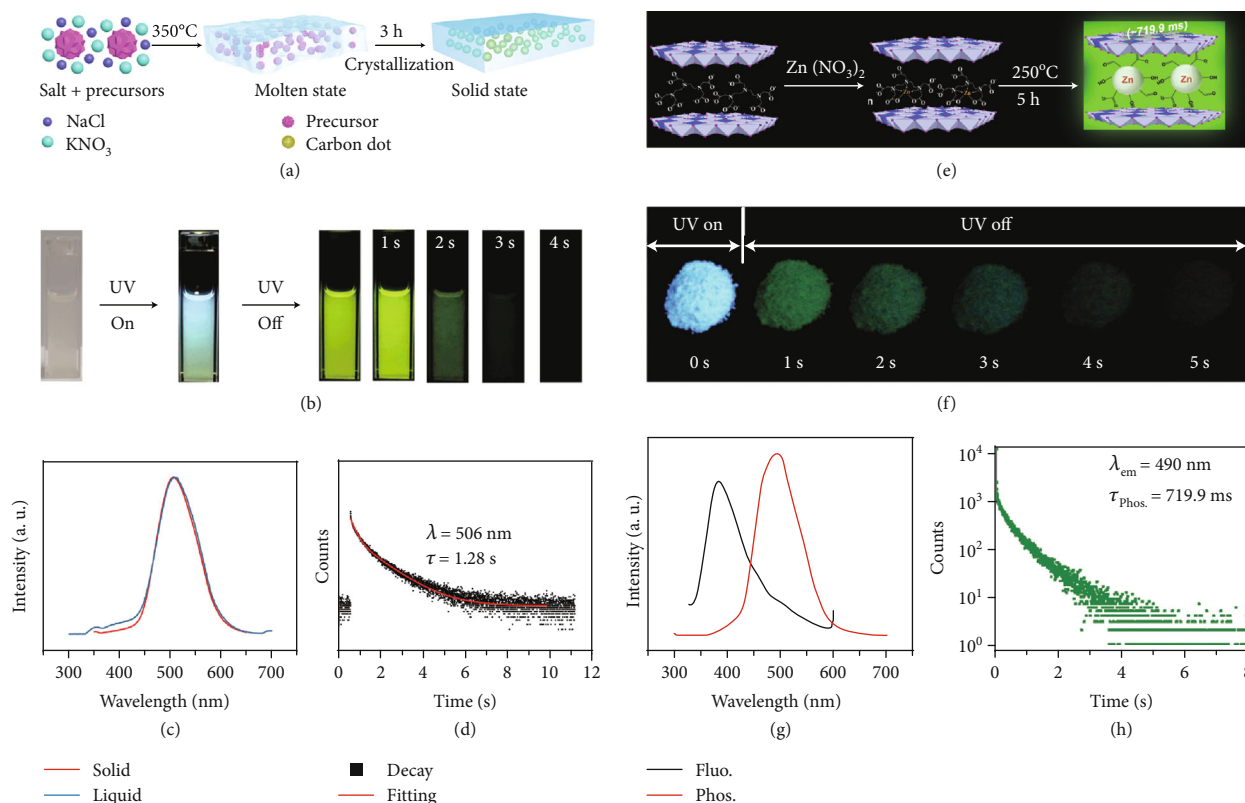 350°C
3 h
Crystallization
Salt + precursors
Molten state
Solid state
NaCl
Precursor
KNO3
Carbon dot
(a)
UV
On
UV
Off
1 s
2 s
3 s
4 s
(b)
Intensity (a. u.)
300
400
500
600
700
Wavelength (nm)
(c)
Counts
λ = 506 nm
τ = 1.28 s
0
2
4
6
8
10
12
Time (s)
(d)
Zn (NO3)2
250°C
5 h
(~719.9 ms)
Zn
Zn
(e)
UV on
UV off
0 s
1 s
2 s
3 s
4 s
5 s
(f)
Intensity (a. u.)
300
400
500
600
700
Wavelength (nm)
(g)
Counts
10^4
10^3
10^2
10^1
10^0
λem = 490 nm
τPhos. = 719.9 ms
0
2
4
6
8
Time (s)
(h)
Solid
Liquid
Decay
Fitting
Fluo.
Phos.